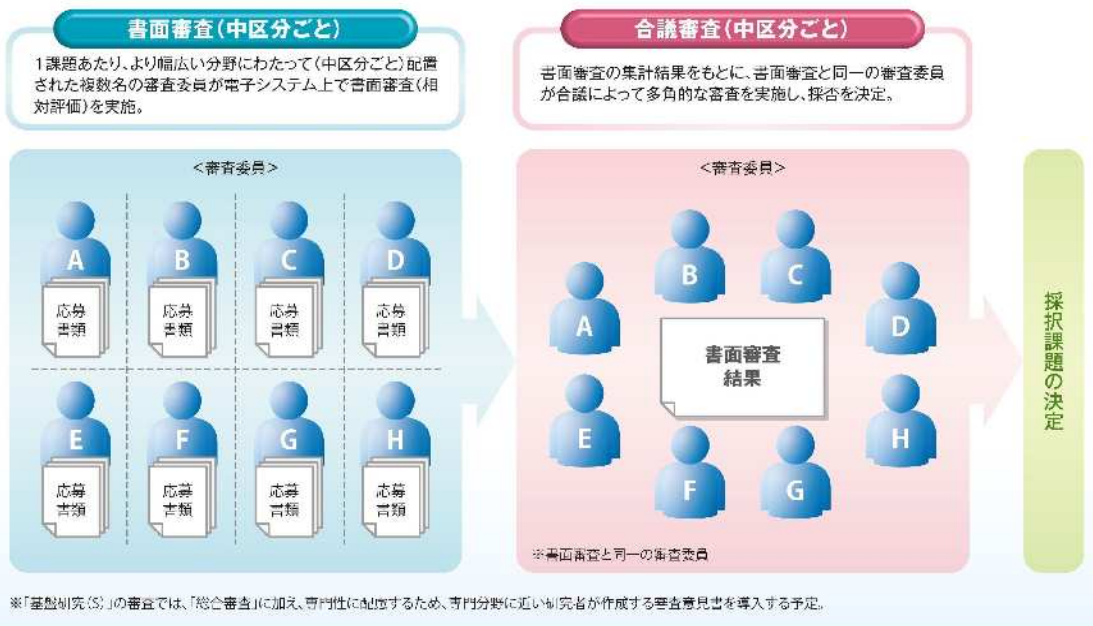 書面審査(中区分ごと)
1課題あたり、より幅広い分野にわたって(中区分ごと)配置
された複数名の審査委員が電子システム上で書面審査(相
対評価)を実施。
合議審査(中区分ごと)
書面審査の集計結果をもとに、書面審査と同一の審査委員
が合議によって多角的な審査を実施し、採否を決定。
<審査委員>
A
B
C
D
応募
書類
応募
書類
応募
書類
応募
書類
E
F
G
H
応募
書類
応募
書類
応募
書類
応募
書類
<審査委員>
B
C
A
D
書面審査
結果
E
H
F
G
※書面審査と同一の審査委員
採択課題の決定
※「基盤研究(S)」の審査では、「総合審査」に加え、専門性に配慮するため、専門分野に近い研究者が作成する審査意見書を導入する予定。